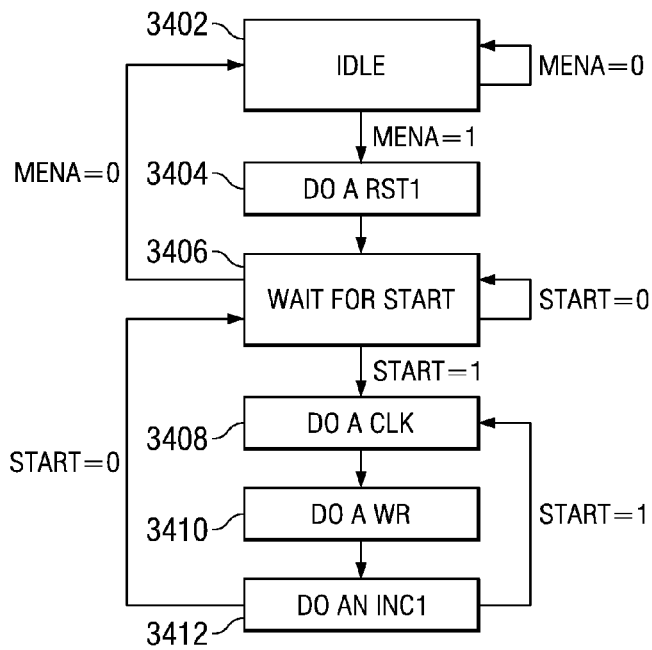 3402
IDLE
MENA=0
MENA=1
MENA=0
3404
DO A RST1
3406
WAIT FOR START
START=0
START=1
3408
DO A CLK
START=0
3410
DO A WR
START=1
DO AN INC1
3412